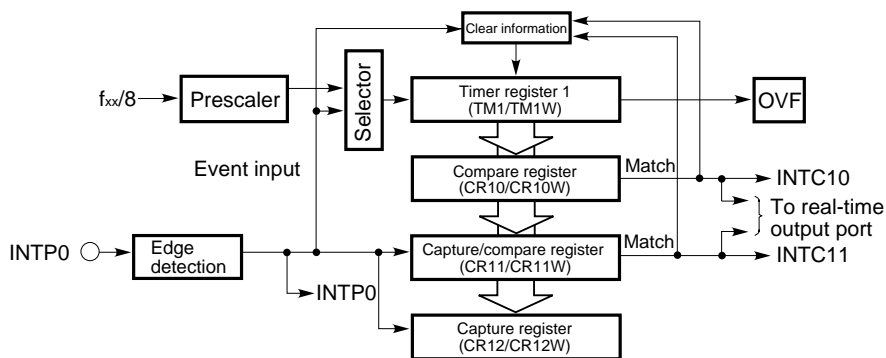 Clear information
fxx/8
Prescaler
Selector
Timer register 1
(TM1/TM1W)
OVF
Event input
Compare register
(CR10/CR10W)
Match
INTC10
To real-time
output port
INTP0
Edge
detection
Capture/compare register
(CR11/CR11W)
Match
INTC11
INTP0
Capture register
(CR12/CR12W)